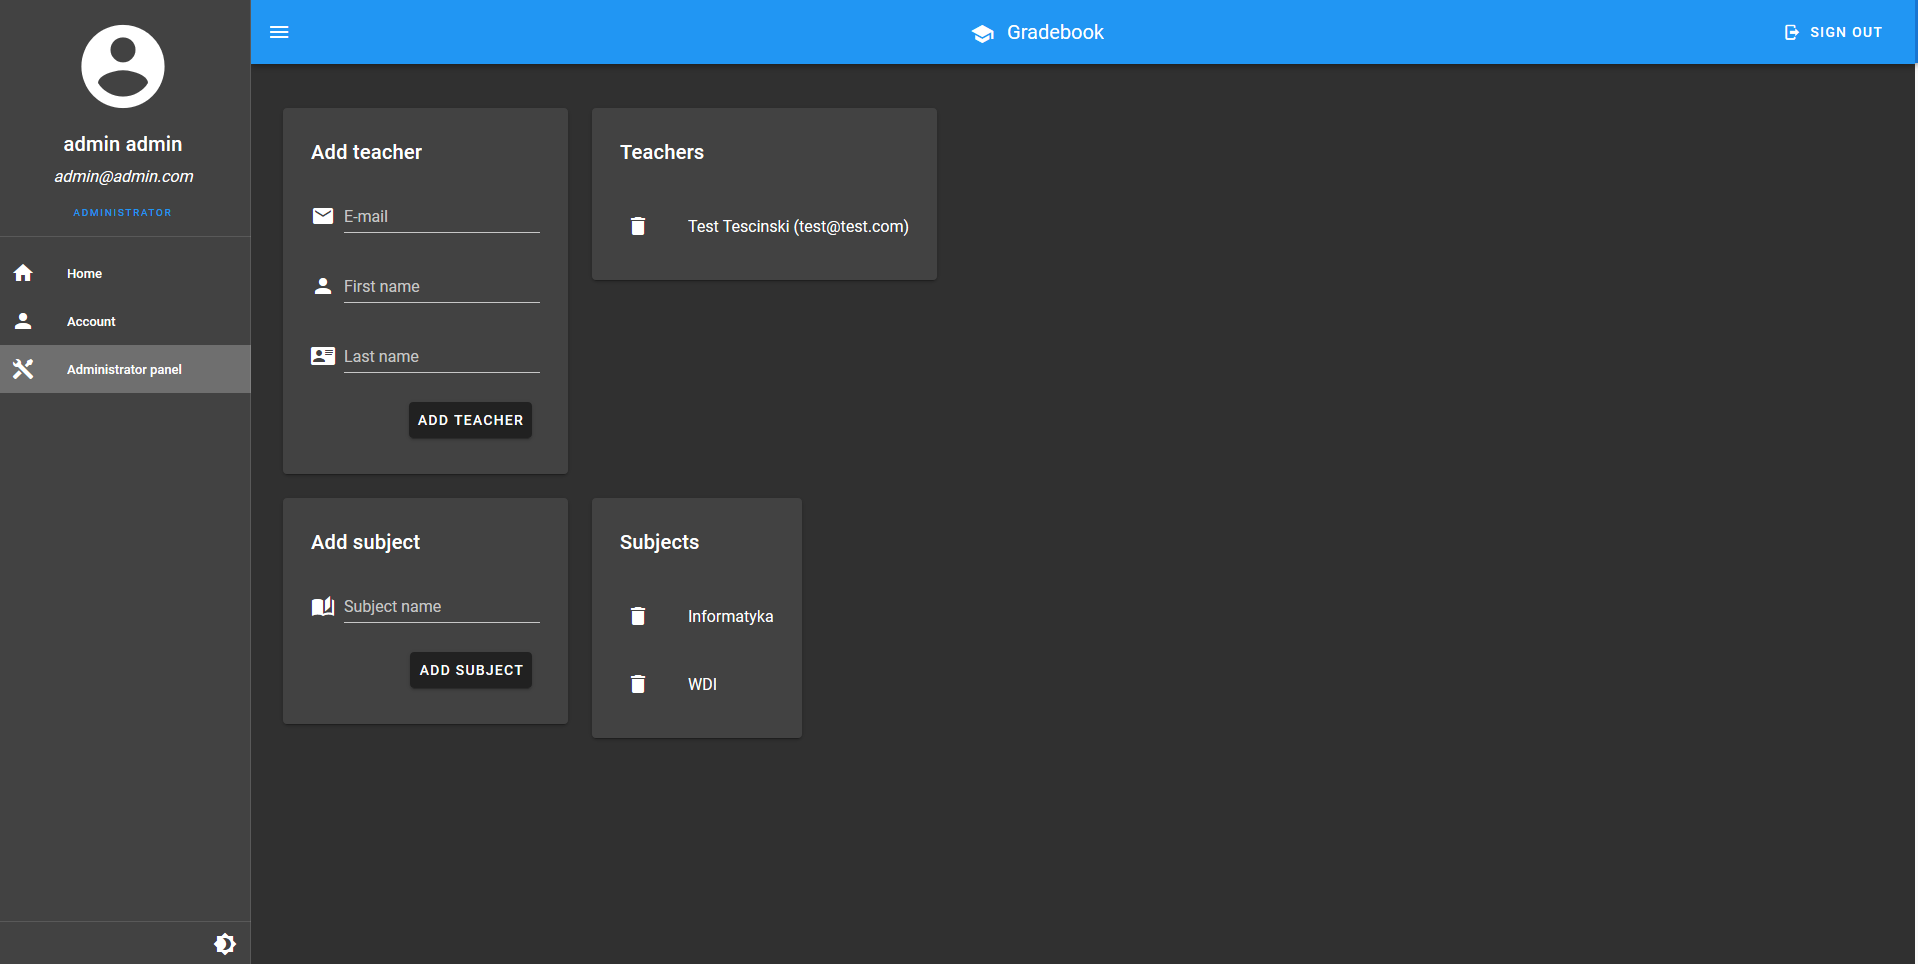 admin admin
admin@admin.com
ADMINISTRATOR
Home
Account
Administrator panel
Gradebook
SIGN OUT
Add teacher
E-mail
First name
Last name
ADD TEACHER
Teachers
Test Tescinski (test@test.com)
Add subject
Subject name
ADD SUBJECT
Subjects
Informatyka
WDI